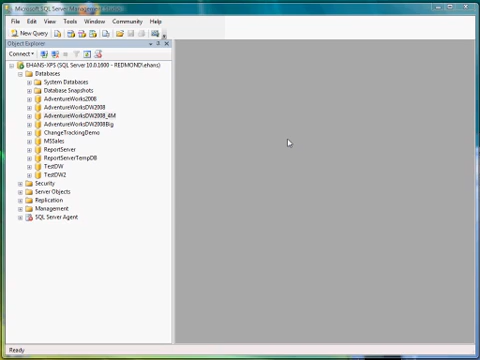 Microsoft SQL Server Management Studio
File Edit View Tools Window Community Help
New Query
Object Explorer
Connect
EHANS-XPS (SQL Server 10.0.1600 - REDMOND\ehans)
Databases
System Databases
Database Snapshots
AdventureWorks2008
AdventureWorksDW2008
AdventureWorksDW2008_4M
AdventureWorksDW2008Big
ChangeTrackingDemo
MSSales
ReportServer
ReportServerTempDB
TestDW
TestDW2
Security
Server Objects
Replication
Management
SQL Server Agent
Ready